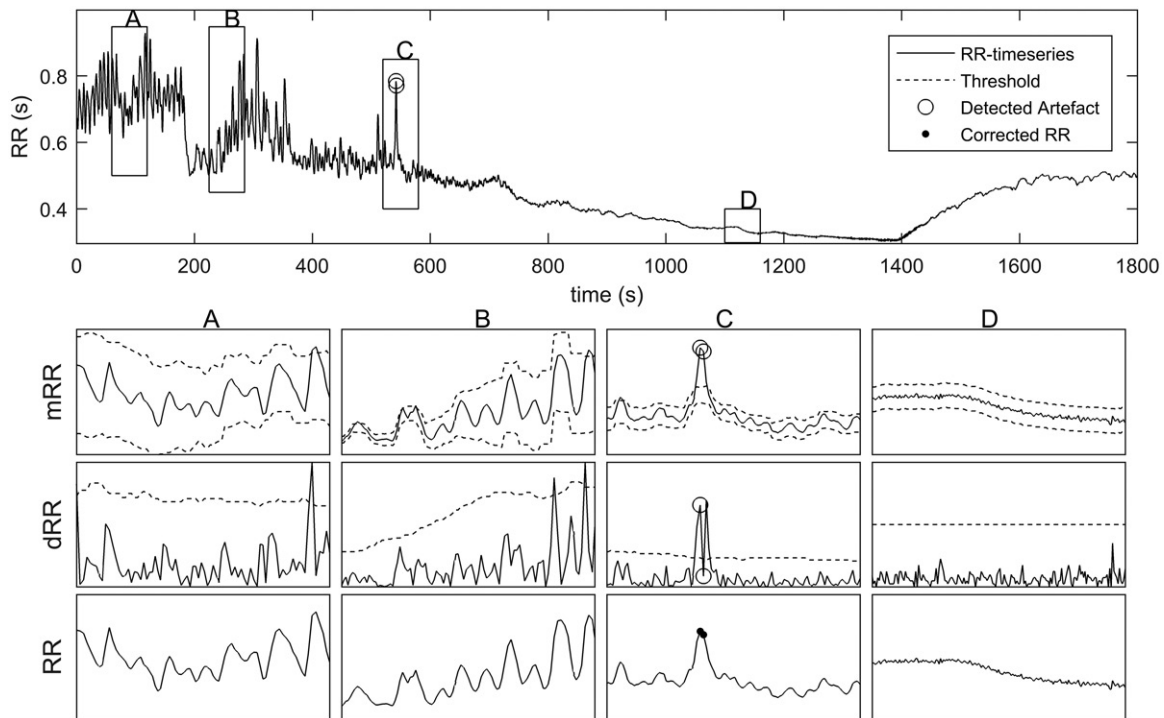 A
B
C
D
RR (s)
0.8
0.6
0.4
RR-timeseries
Threshold
Detected Artefact
Corrected RR
0 200 400 600 800 1000 1200 1400 1600 1800
time (s)
A B C D
mRR
dRR
RR